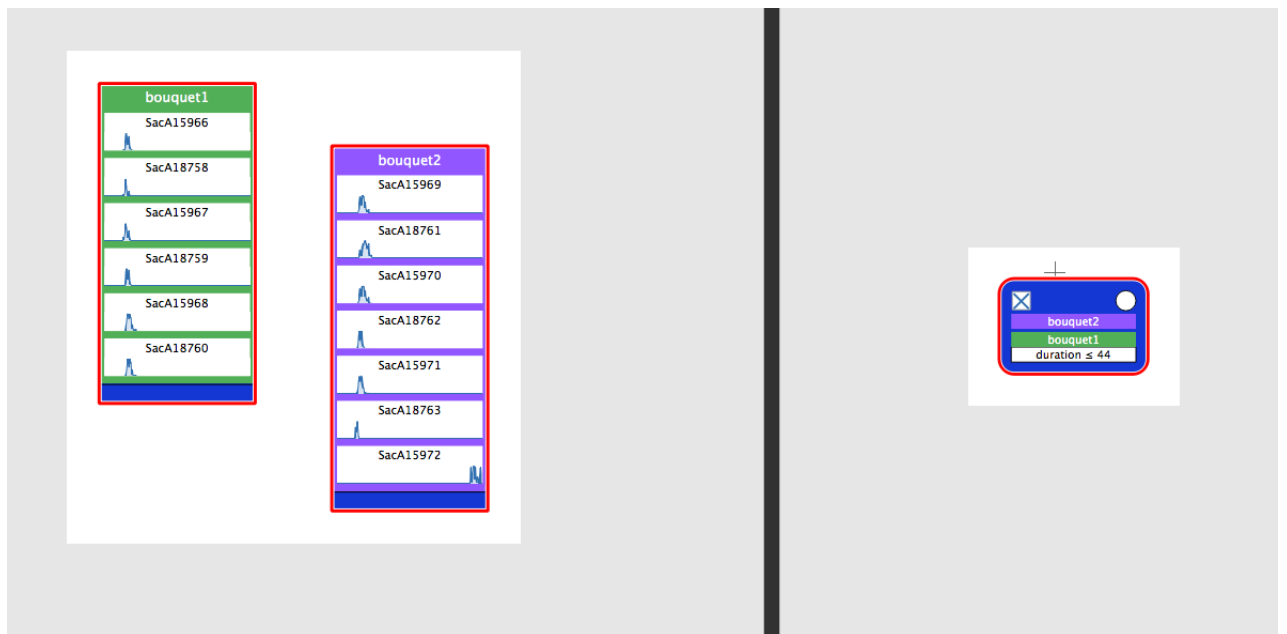 bouquet1
SacA15966
SacA18758
SacA15967
SacA18759
SacA15968
SacA18760
bouquet2
SacA15969
SacA18761
SacA15970
SacA18762
SacA15971
SacA18763
SacA15972
bouquet2
bouquet1
duration ≤ 44